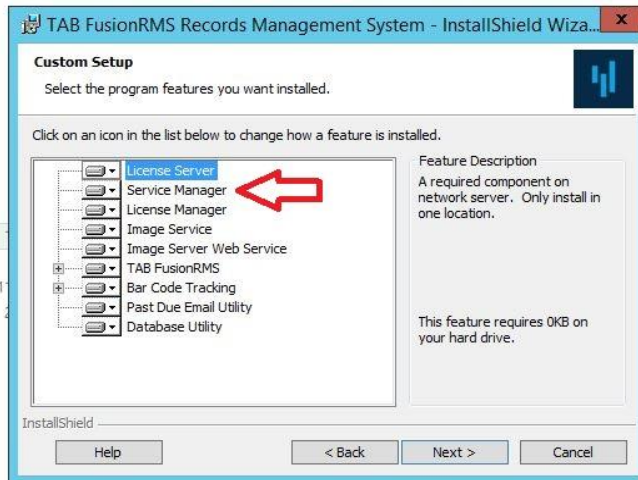 TAB FusionRMS Records Management System - InstallShield Wiza...
Custom Setup
Select the program features you want installed.
Click on an icon in the list below to change how a feature is installed.
License Server
Service Manager
License Manager
Image Service
Image Server Web Service
TAB FusionRMS
Bar Code Tracking
Past Due Email Utility
Database Utility
Feature Description
A required component on
network server. Only install in
one location.
This feature requires 0KB on
your hard drive.
InstallShield
Help
< Back
Next >
Cancel